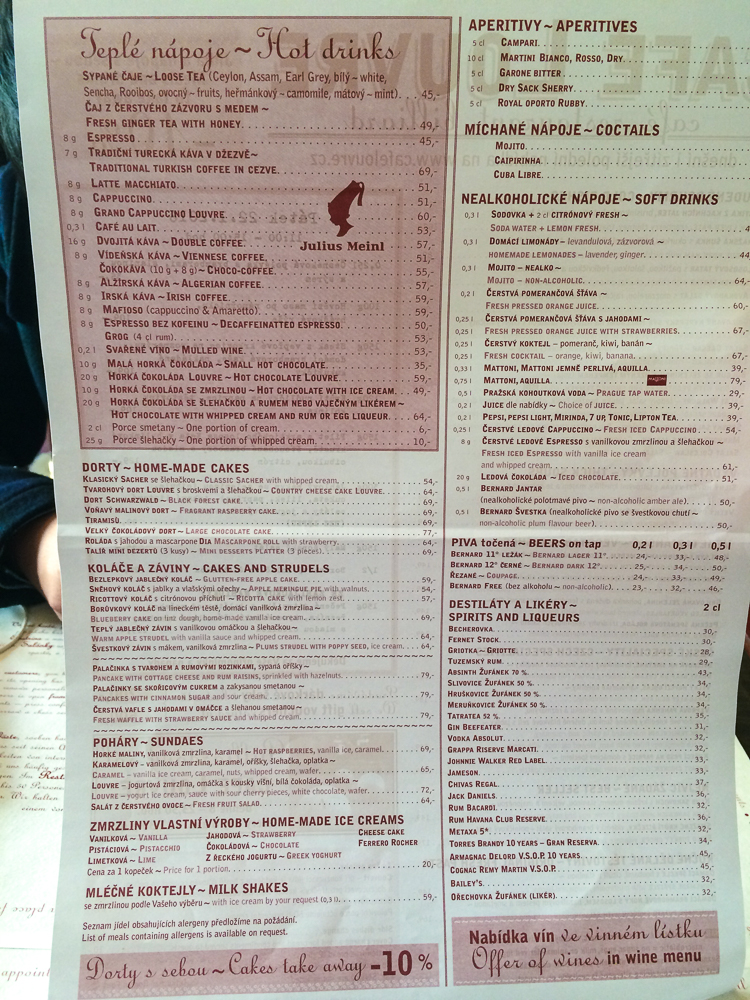 Teplé nápoje ~ Hot drinks
SYPANÉ ČAJE ~ LOOSE TEA (Ceylon, Assam, Earl Grey, bílý ~ white,
Sencha, Rooibos, ovocný ~ fruits, heřmánkový ~ camomile, mátový ~ mint). . . 45,-
ČAJ Z ČERSTVÉHO ZÁZVORU S MEDEM ~
FRESH GINGER TEA WITH HONEY. . . 49,-
8 g ESPRESSO. . . 45,-
7 g TRADIČNÍ TURECKÁ KÁVA V DŽEZVĚ~
TRADITIONAL TURKISH COFFEE IN CEZVE. . . 69,-
8 g LATTE MACCHIATO. . . 51,-
8 g CAPPUCCINO. . . 51,-
8 g GRAND CAPPUCCINO LOUVRE. . . 60,-
0,3 l CAFÉ AU LAIT. . . 53,-
16 g DVOJITÁ KÁVA ~ DOUBLE COFFEE. . . 57,-
8 g VÍDEŇSKÁ KÁVA ~ VIENNESE COFFEE. . . 51,-
ČOKOKÁVA (10 g + 8 g) ~ CHOCO-COFFEE. . . 55,-
8 g ALŽÍRSKÁ KÁVA ~ ALGERIAN COFFEE. . . 57,-
8 g IRSKÁ KÁVA ~ IRISH COFFEE. . . 59,-
8 g MAFIOSO (cappuccino & Amaretto). . . 59,-
8 g ESPRESSO BEZ KOFEINU ~ DECAFFEINATTED ESPRESSO. . . 50,-
GROG (4 cl rum). . . 53,-
0,2 l SVAŘENÉ VÍNO ~ MULLED WINE. . . 52,-
10 g MALÁ HORKÁ ČOKOLÁDA ~ SMALL HOT CHOCOLATE. . . 35,-
20 g HORKÁ ČOKOLÁDA LOUVRE ~ HOT CHOCOLATE LOUVRE. . . 59,-
10 g HORKÁ ČOKOLÁDA SE ZMRZLINOU ~ HOT CHOCOLATE WITH ICE CREAM. . . 49,-
20 g HORKÁ ČOKOLÁDA SE ŠLEHAČKOU A RUMEM NEBO VAJEČNÝM LIKÉREM ~
HOT CHOCOLATE WITH WHIPPED CREAM AND RUM OR EGG LIQUEUR. . . 64,-
2 cl Porce smetany ~ One portion of cream. . . 6,-
25 g Porce šlehačky ~ One portion of whipped cream. . . 10,-
Julius Meinl
DORTY ~ HOME-MADE CAKES
KLASICKÝ SACHER se šlehačkou ~ CLASSIC SACHER with whipped cream. . . 54,-
TVAROHOVÝ DORT LOUVRE s broskvemi a šlehačkou ~ COUNTRY CHEESE CAKE LOUVRE. . . 64,-
DORT SCHWARZWALD ~ BLACK FOREST CAKE. . . 69,-
VOŇAVÝ MALINOVÝ DORT ~ FRAGRANT RASPBERRY CAKE. . . 69,-
TIRAMISÙ. . . 69,-
VELKÝ ČOKOLÁDOVÝ DORT ~ LARGE CHOCOLATE CAKE. . . 77,-
ROLÁDA s jahodou a mascarpone DIA MASCARPONE ROLL with strawberry. . . 64,-
TALÍŘ MINI DEZERTŮ (3 kusy) ~ MINI DESSERTS PLATTER (3 pieces). . . 69,-
KOLÁČE A ZÁVINY ~ CAKES AND STRUDELS
BEZLEPKOVÝ JABLEČNÝ KOLÁČ ~ GLUTTEN-FREE APPLE CAKE. . . 59,-
SNĚHOVÝ KOLÁČ s jablky a vlašskými ořechy ~ APPLE MERINGUE PIE with walnuts. . . 54,-
RICOTTOVÝ KOLÁČ s citrónovou příchutí ~ RICOTTA CAKE with lemon zest. . . 57,-
BORŮVKOVÝ KOLÁČ na lineckém těstě, domácí vanilková zmrzlina ~
BLUEBERRY CAKE on linz dough, home-made vanilla ice cream. . . 69,-
TEPLÝ JABLEČNÝ ZÁVIN s vanilkovou omáčkou a šlehačkou ~
WARM APPLE STRUDEL with vanilla sauce and whipped cream. . . 64,-
ŠVESTKOVÝ ZÁVIN s mákem, vanilková zmrzlina ~ PLUMS STRUDEL WITH POPPY SEED, ice cream. . . 64,-
PALAČINKA S TVAROHEM A RUMOVÝMI ROZINKAMI, sypaná oříšky ~
PANCAKE WITH COTTAGE CHEESE AND RUM RAISINS, sprinkled with hazelnuts. . . 79,-
PALAČINKY SE SKOŘICOVÝM CUKREM a zakysanou smetanou ~
PANCAKES WITH CINNAMON SUGAR and sour cream. . . 79,-
ČERSTVÁ VAFLE S JAHODAMI V OMÁČCE a šlehanou smetanou ~
FRESH WAFFLE WITH STRAWBERRY SAUCE and whipped cream. . . 79,-
POHÁRY ~ SUNDAES
HORKÉ MALINY, vanilková zmrzlina, karamel ~ HOT RASPBERRIES, vanilla ice, caramel. . . 69,-
KARAMELOVÝ ~ vanilková zmrzlina, karamel, oříšky, šlehačka, oplatka ~
CARAMEL ~ vanilla ice cream, caramel, nuts, whipped cream, wafer. . . 65,-
LOUVRE ~ jogurtová zmrzlina, omáčka s kousky višní, bílá čokoláda, oplatka ~
LOUVRE ~ yogurt ice cream, sauce with sour cherry pieces, white chocolate, wafer. . . 72,-
SALÁT Z ČERSTVÉHO OVOCE ~ FRESH FRUIT SALAD. . . 64,-
ZMRZLINY VLASTNÍ VÝROBY ~ HOME-MADE ICE CREAMS
VANILKOVÁ ~ VANILLA JAHODOVÁ ~ STRAWBERRY CHEESE CAKE
PISTÁCIOVÁ ~ PISTACCHIO ČOKOLÁDOVÁ ~ CHOCOLATE FERRERO ROCHER
LIMETKOVÁ ~ LIME Z ŘECKÉHO JOGURTU ~ GREEK YOGHURT
Cena za 1 kopeček ~ Price for 1 portion. . . 20,-
MLÉČNÉ KOKTEJLY ~ MILK SHAKES
se zmrzlinou podle Vašeho výběru ~ with ice cream by your request (0,3 l). . . 59,-
Seznam jídel obsahujících alergeny předložíme na požádání.
List of meals containing allergens is available on request.
Dorty s sebou ~ Cakes take away -10 %
APERITIVY ~ APERITIVES
5 cl CAMPARI. . .
10 cl MARTINI BIANCO, ROSSO, DRY. . .
5 cl GARONE BITTER. . .
5 cl DRY SACK SHERRY. . .
5 cl ROYAL OPORTO RUBBY. . .
MÍCHANÉ NÁPOJE ~ COCTAILS
MOJITO. . .
CAIPIRINHA. . .
CUBA LIBRE. . .
NEALKOHOLICKÉ NÁPOJE ~ SOFT DRINKS
0,3 l SODOVKA + 2 cl CITRÓNOVÝ FRESH ~
SODA WATER + LEMON FRESH. . .
0,3 l DOMÁCÍ LIMONÁDY ~ levandulová, zázvorová ~
HOMEMADE LEMONADES ~ lavender, ginger. . . 44
0,3 l MOJITO ~ NEALKO ~
MOJITO ~ NON-ALCOHOLIC. . . 64,-
0,2 l ČERSTVÁ POMERANČOVÁ ŠŤÁVA ~
FRESH PRESSED ORANGE JUICE. . . 60,-
0,25 l ČERSTVÁ POMERANČOVÁ ŠŤÁVA S JAHODAMI ~
0,25 l FRESH PRESSED ORANGE JUICE WITH STRAWBERRIES. . . 67,-
0,25 l ČERSTVÝ KOKTEJL ~ pomeranč, kiwi, banán ~
0,25 l FRESH COCKTAIL ~ orange, kiwi, banana. . . 67,-
0,33 l MATTONI, MATTONI JEMNĚ PERLIVÁ, AQUILLA. . . 39,-
0,75 l MATTONI, AQUILLA. . . 79,-
0,5 l PRAŽSKÁ KOHOUTKOVÁ VODA ~ PRAGUE TAP WATER. . . 29,-
0,2 l JUICE dle nabídky ~ Choice of JUICE. . . 39,-
0,2 l PEPSI, PEPSI LIGHT, MIRINDA, 7 UP, TONIC, LIPTON TEA. . . 39,-
0,25 l ČERSTVÉ LEDOVÉ CAPPUCCINO ~ FRESH ICED CAPPUCCINO. . . 54,-
8 g ČERSTVÉ LEDOVÉ ESPRESSO s vanilkovou zmrzlinou a šlehačkou ~
FRESH ICED ESPRESSO with vanilla ice cream
and whipped cream. . . 61,-
20 g LEDOVÁ ČOKOLÁDA ~ ICED CHOCOLATE. . . 51,-
0,5 l BERNARD JANTAR
(nealkoholické polotmavé pivo ~ non-alcoholic amber ale). . . 50,-
0,5 l BERNARD ŠVESTKA (nealkoholické pivo se švestkovou chutí ~
non-alcoholic plum flavour beer). . . 50,-
PIVA točená ~ BEERS on tap 0,2 l 0,3 l 0,5 l
BERNARD 11° LEŽÁK ~ BERNARD LAGER 11°. . . 24,- . . . 33,- . . . 48,-
BERNARD 12° ČERNÉ ~ BERNARD DARK 12°. . . 25,- . . . 34,- . . . 50,-
ŘEZANÉ ~ COUPAGE. . . 24,- . . . 33,- . . . 49,-
BERNARD FREE (bez alkoholu ~ non-alcoholic). . . 23,- . . . 32,- . . . 46,-
DESTILÁTY A LIKÉRY ~ 2 cl
SPIRITS AND LIQUEURS
BECHEROVKA. . . 30,-
FERNET STOCK. . . 30,-
GRIOTKA ~ GRIOTTE. . . 28,-
TUZEMSKÝ RUM. . . 29,-
ABSINTH ŽUFÁNEK 70 %. . . 43,-
SLIVOVICE ŽUFÁNEK 50 %. . . 34,-
HRUŠKOVICE ŽUFÁNEK 50 %. . . 34,-
MERUŇKOVICE ŽUFÁNEK 50 %. . . 34,-
TATRATEA 52 %. . . 35,-
GIN BEEFEATER. . . 31,-
VODKA ABSOLUT. . . 32,-
GRAPPA RISERVE MARCATI. . . 32,-
JOHNNIE WALKER RED LABEL. . . 33,-
JAMESON. . . 33,-
CHIVAS REGAL. . . 37,-
JACK DANIELS. . . 36,-
RUM BACARDI. . . 32,-
RUM HAVANA CLUB RESERVE. . . 36,-
METAXA 5*. . . 32,-
TORRES BRANDY 10 YEARS ~ GRAN RESERVA. . . 34,-
ARMAGNAC DELORD V.S.O.P. 10 YEARS. . . 45,-
COGNAC REMY MARTIN V.S.O.P. . . 45,-
BAILEY'S. . . 32,-
OŘECHOVKA ŽUFÁNEK (LIKÉR). . . 32,-
Nabídka vín ve vinném lístku
Offer of wines in wine menu